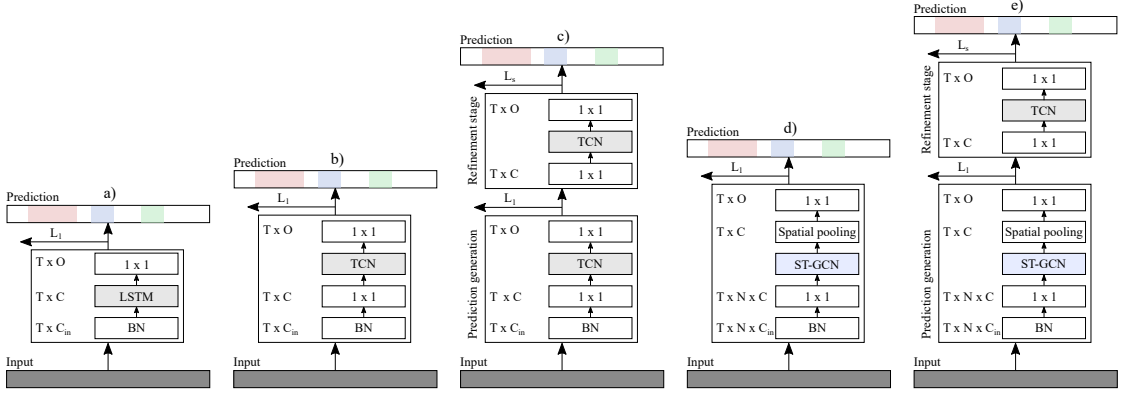 a)
Prediction
L1
T x O
1 x 1
T x C
LSTM
T x Cin
BN
Input
b)
Prediction
L1
T x O
1 x 1
TCN
T x C
1 x 1
T x Cin
BN
Input
c)
Prediction
Ls
Refinement stage
T x O
1 x 1
TCN
T x C
1 x 1
L1
Prediction generation
T x O
1 x 1
TCN
T x C
1 x 1
T x Cin
BN
Input
d)
Prediction
L1
T x O
1 x 1
T x C
Spatial pooling
ST-GCN
T x N x C
1 x 1
T x N x Cin
BN
Input
e)
Prediction
Ls
Refinement stage
T x O
1 x 1
TCN
T x C
1 x 1
L1
Prediction generation
T x O
1 x 1
T x C
Spatial pooling
ST-GCN
T x N x C
1 x 1
T x N x Cin
BN
Input